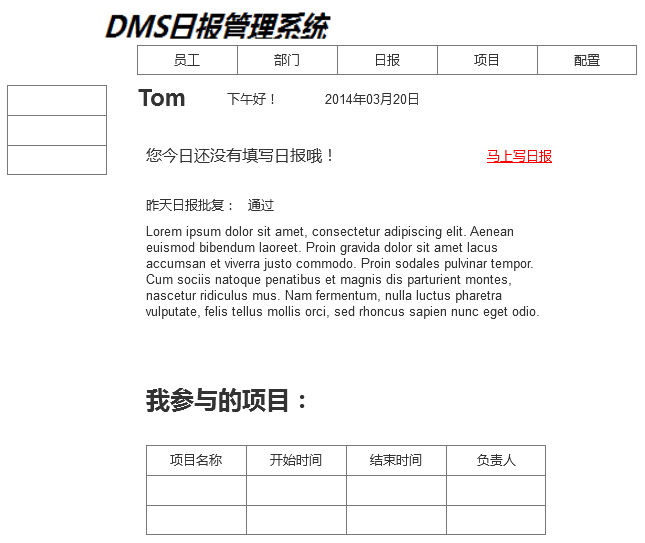 DMS日报管理系统
员工 部门 日报 项目 配置
Tom 下午好！ 2014年03月20日
您今日还没有填写日报哦！ 马上写日报
昨天日报批复： 通过
Lorem ipsum dolor sit amet, consectetur adipiscing elit. Aenean
euismod bibendum laoreet. Proin gravida dolor sit amet lacus
accumsan et viverra justo commodo. Proin sodales pulvinar tempor.
Cum sociis natoque penatibus et magnis dis parturient montes,
nascetur ridiculus mus. Nam fermentum, nulla luctus pharetra
vulputate, felis tellus mollis orci, sed rhoncus sapien nunc eget odio.
我参与的项目：
项目名称 开始时间 结束时间 负责人